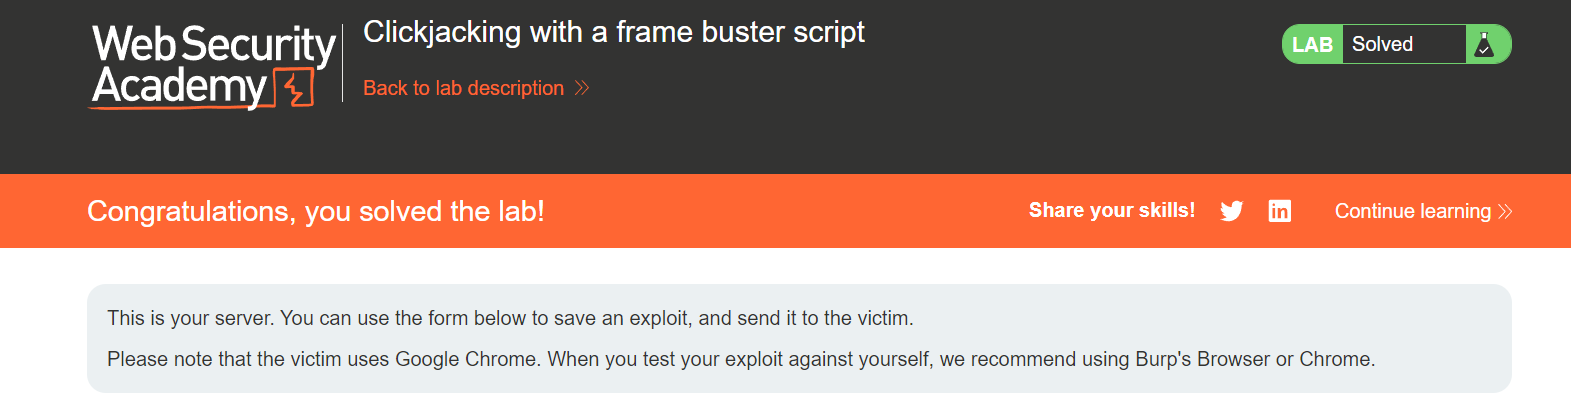 Web Security
Academy
Clickjacking with a frame buster script
Back to lab description
LAB Solved
Congratulations, you solved the lab!
Share your skills!
Continue learning
This is your server. You can use the form below to save an exploit, and send it to the victim.
Please note that the victim uses Google Chrome. When you test your exploit against yourself, we recommend using Burp's Browser or Chrome.